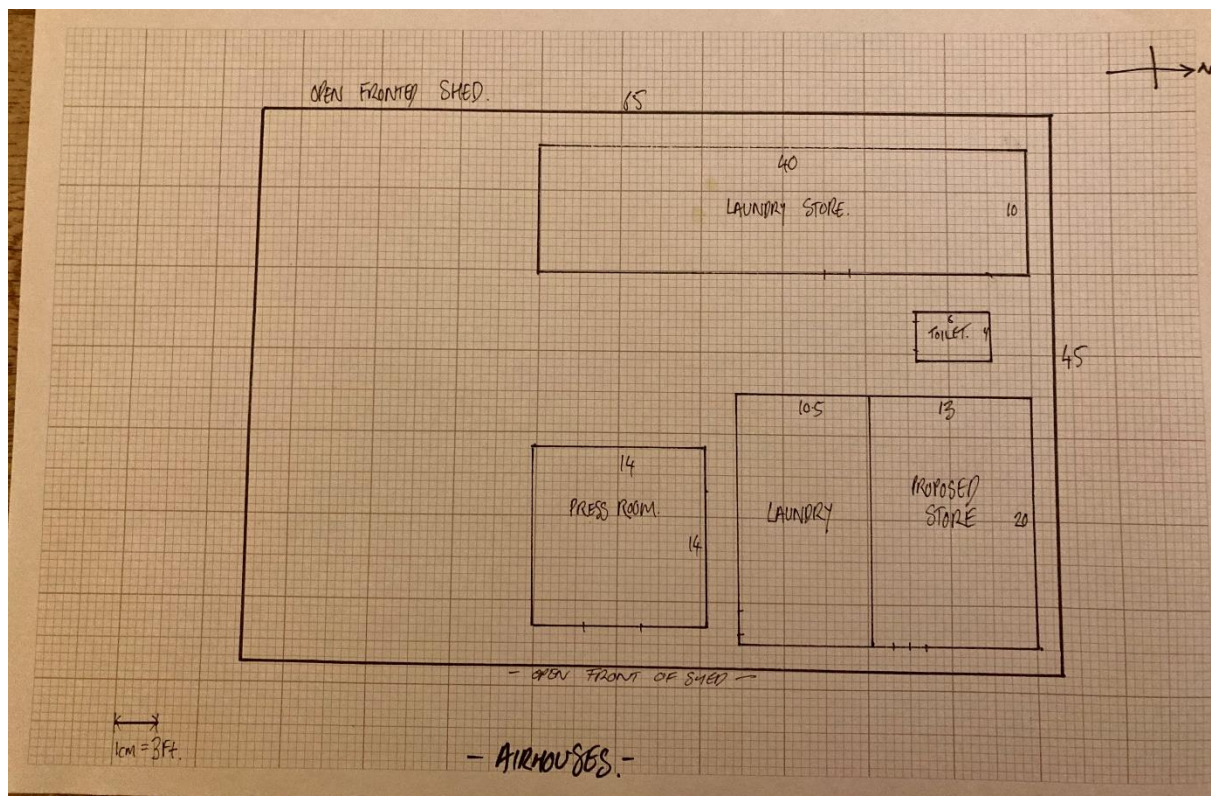 N
OPEN FRONTED SHED.
65
40
LAUNDRY STORE.
10
6
TOILET.
4
45
10.5
13
14
PRESS ROOM.
14
LAUNDRY
PROPOSED
STORE
20
- OPEN FRONT OF SHED -
1cm = 3Ft.
- AIRHOUSES. -